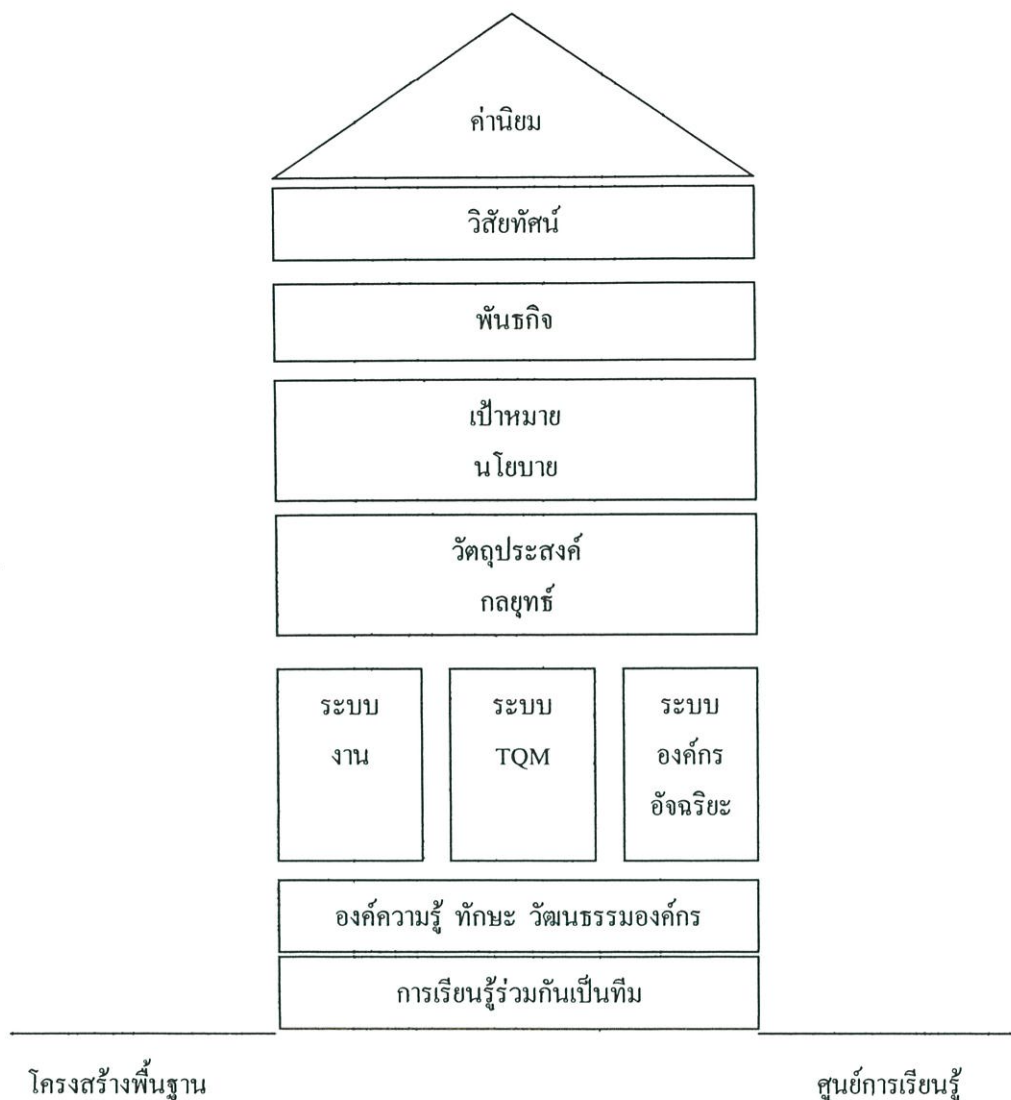 ค่านิยม
วิสัยทัศน์
พันธกิจ
เป้าหมาย
นโยบาย
วัตถุประสงค์
กลยุทธ์
ระบบ
งาน
ระบบ
TQM
ระบบ
องค์กร
อัจฉริยะ
องค์ความรู้ ทักษะ วัฒนธรรมองค์กร
การเรียนรู้ร่วมกันเป็นทีม
โครงสร้างพื้นฐาน
ศูนย์การเรียนรู้